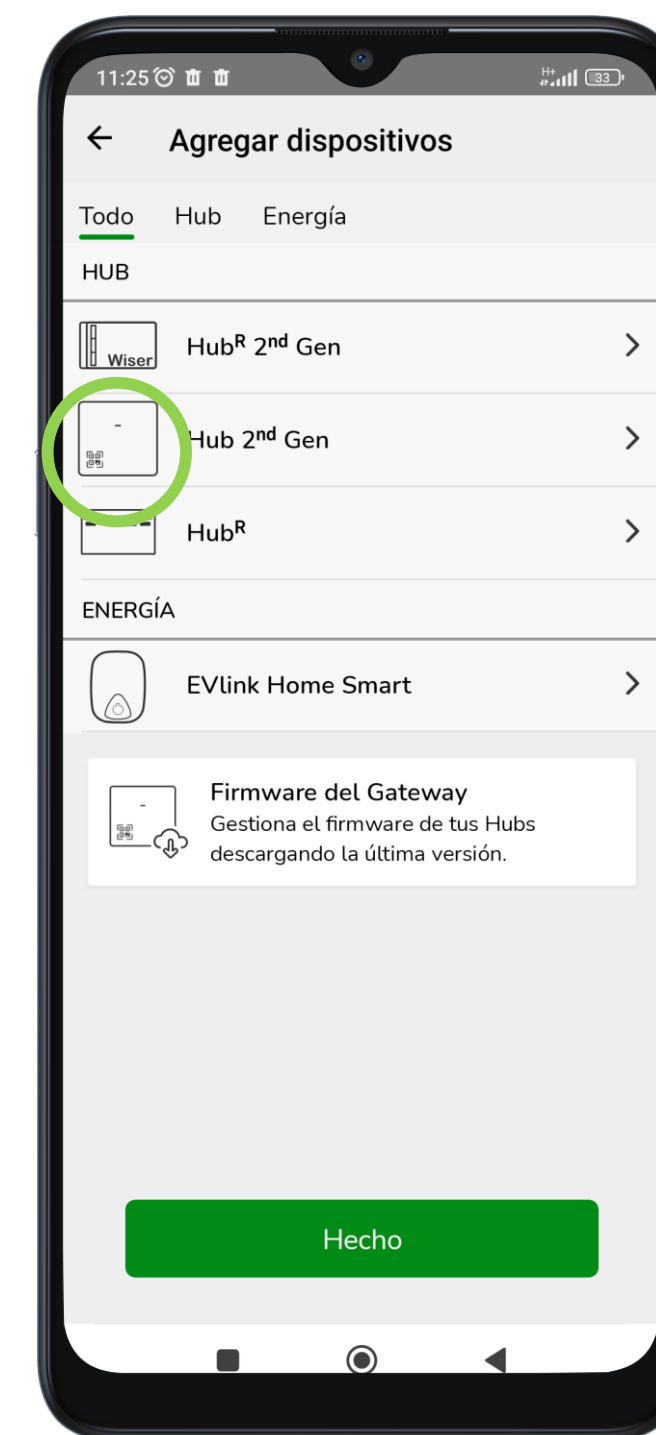 11:25
H+
33
Agregar dispositivos
Todo Hub Energía
HUB
Wiser
Hubᴿ 2ⁿᵈ Gen
Hub 2ⁿᵈ Gen
Hubᴿ
ENERGÍA
EVlink Home Smart
Firmware del Gateway
Gestiona el firmware de tus Hubs
descargando la última versión.
Hecho